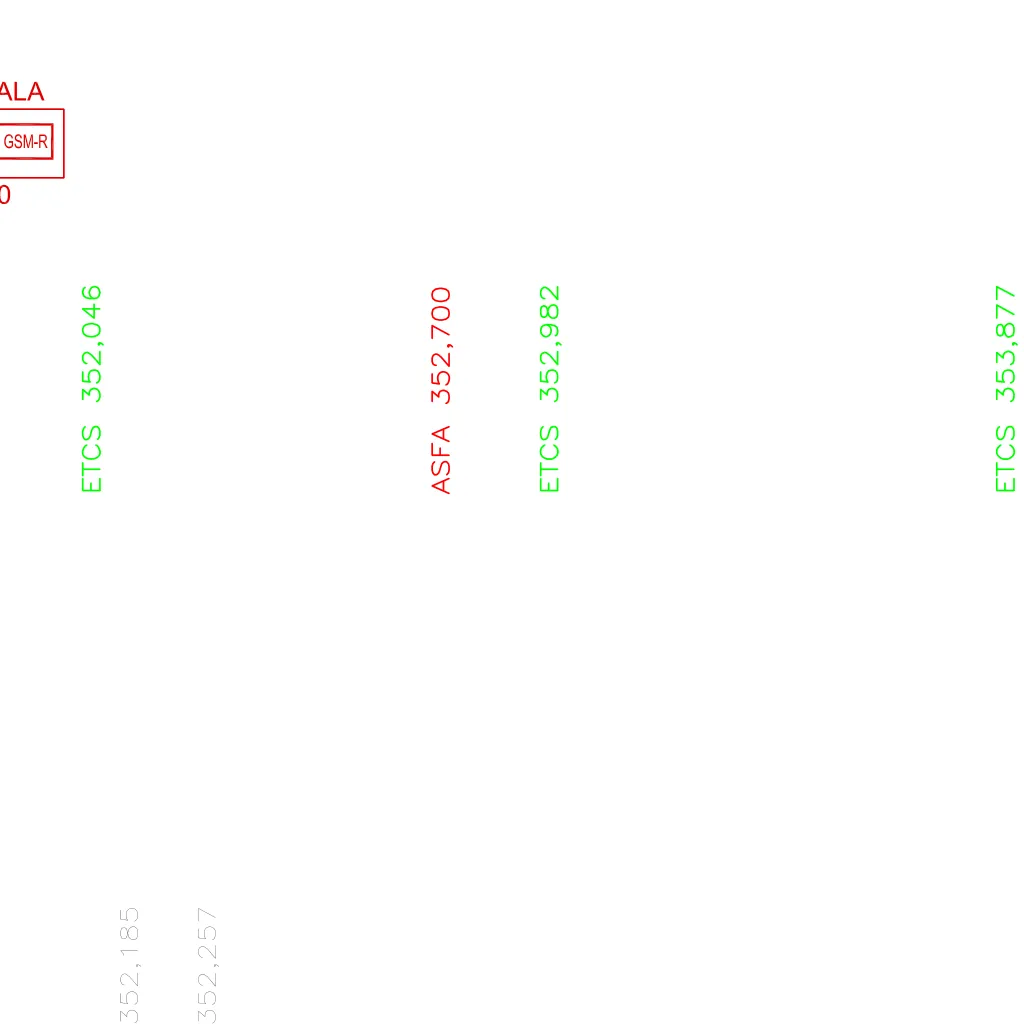 ALA
GSM-R
0
ETCS 352,046
ASFA 352,700
ETCS 352,982
ETCS 353,877
352,185
352,257